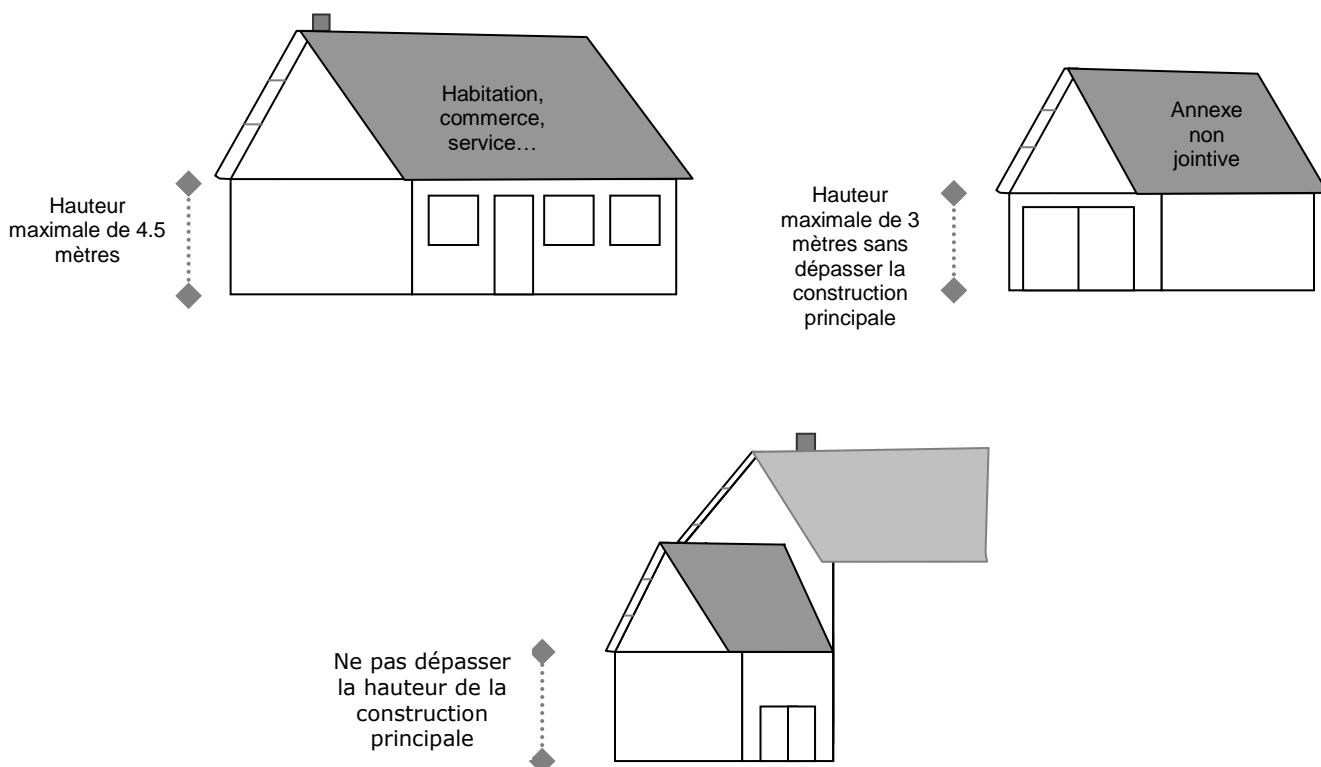 Habitation,
commerce,
service…
Hauteur
maximale de 4.5
mètres
Annexe
non
jointive
Hauteur
maximale de 3
mètres sans
dépasser la
construction
principale
Ne pas dépasser
la hauteur de la
construction
principale